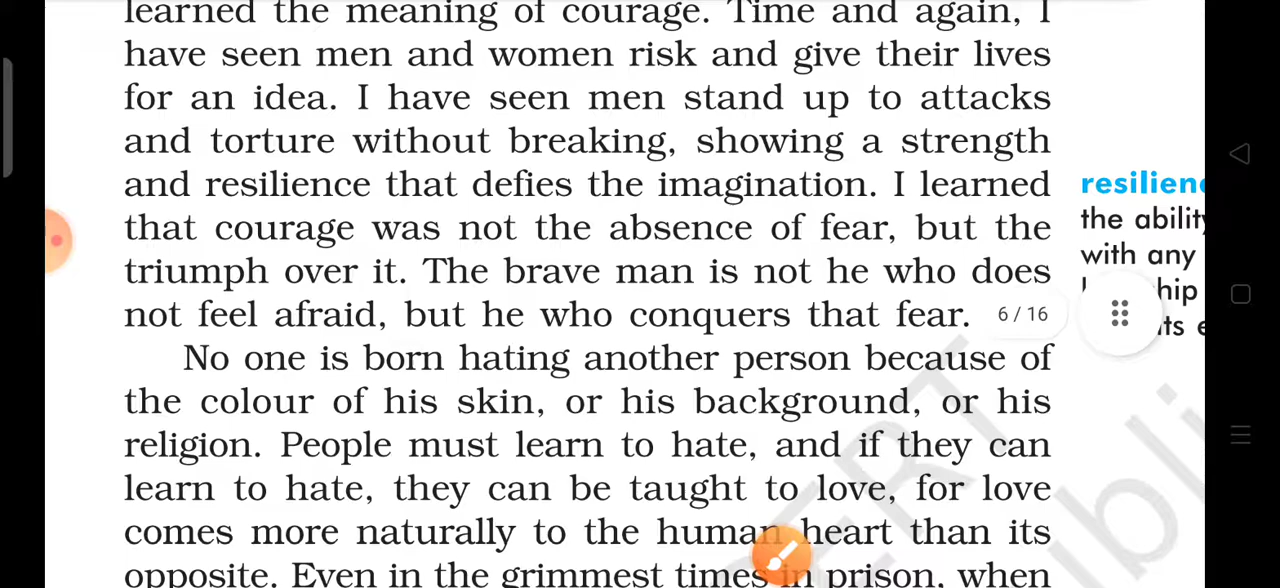 learned the meaning of courage. Time and again, I
have seen men and women risk and give their lives
for an idea. I have seen men stand up to attacks
and torture without breaking, showing a strength
and resilience that defies the imagination. I learned
that courage was not the absence of fear, but the
triumph over it. The brave man is not he who does
not feel afraid, but he who conquers that fear.
6 / 16
No one is born hating another person because of
the colour of his skin, or his background, or his
religion. People must learn to hate, and if they can
learn to hate, they can be taught to love, for love
comes more naturally to the human heart than its
opposite. Even in the grimmest times in prison, when
resilien
the ability
with any